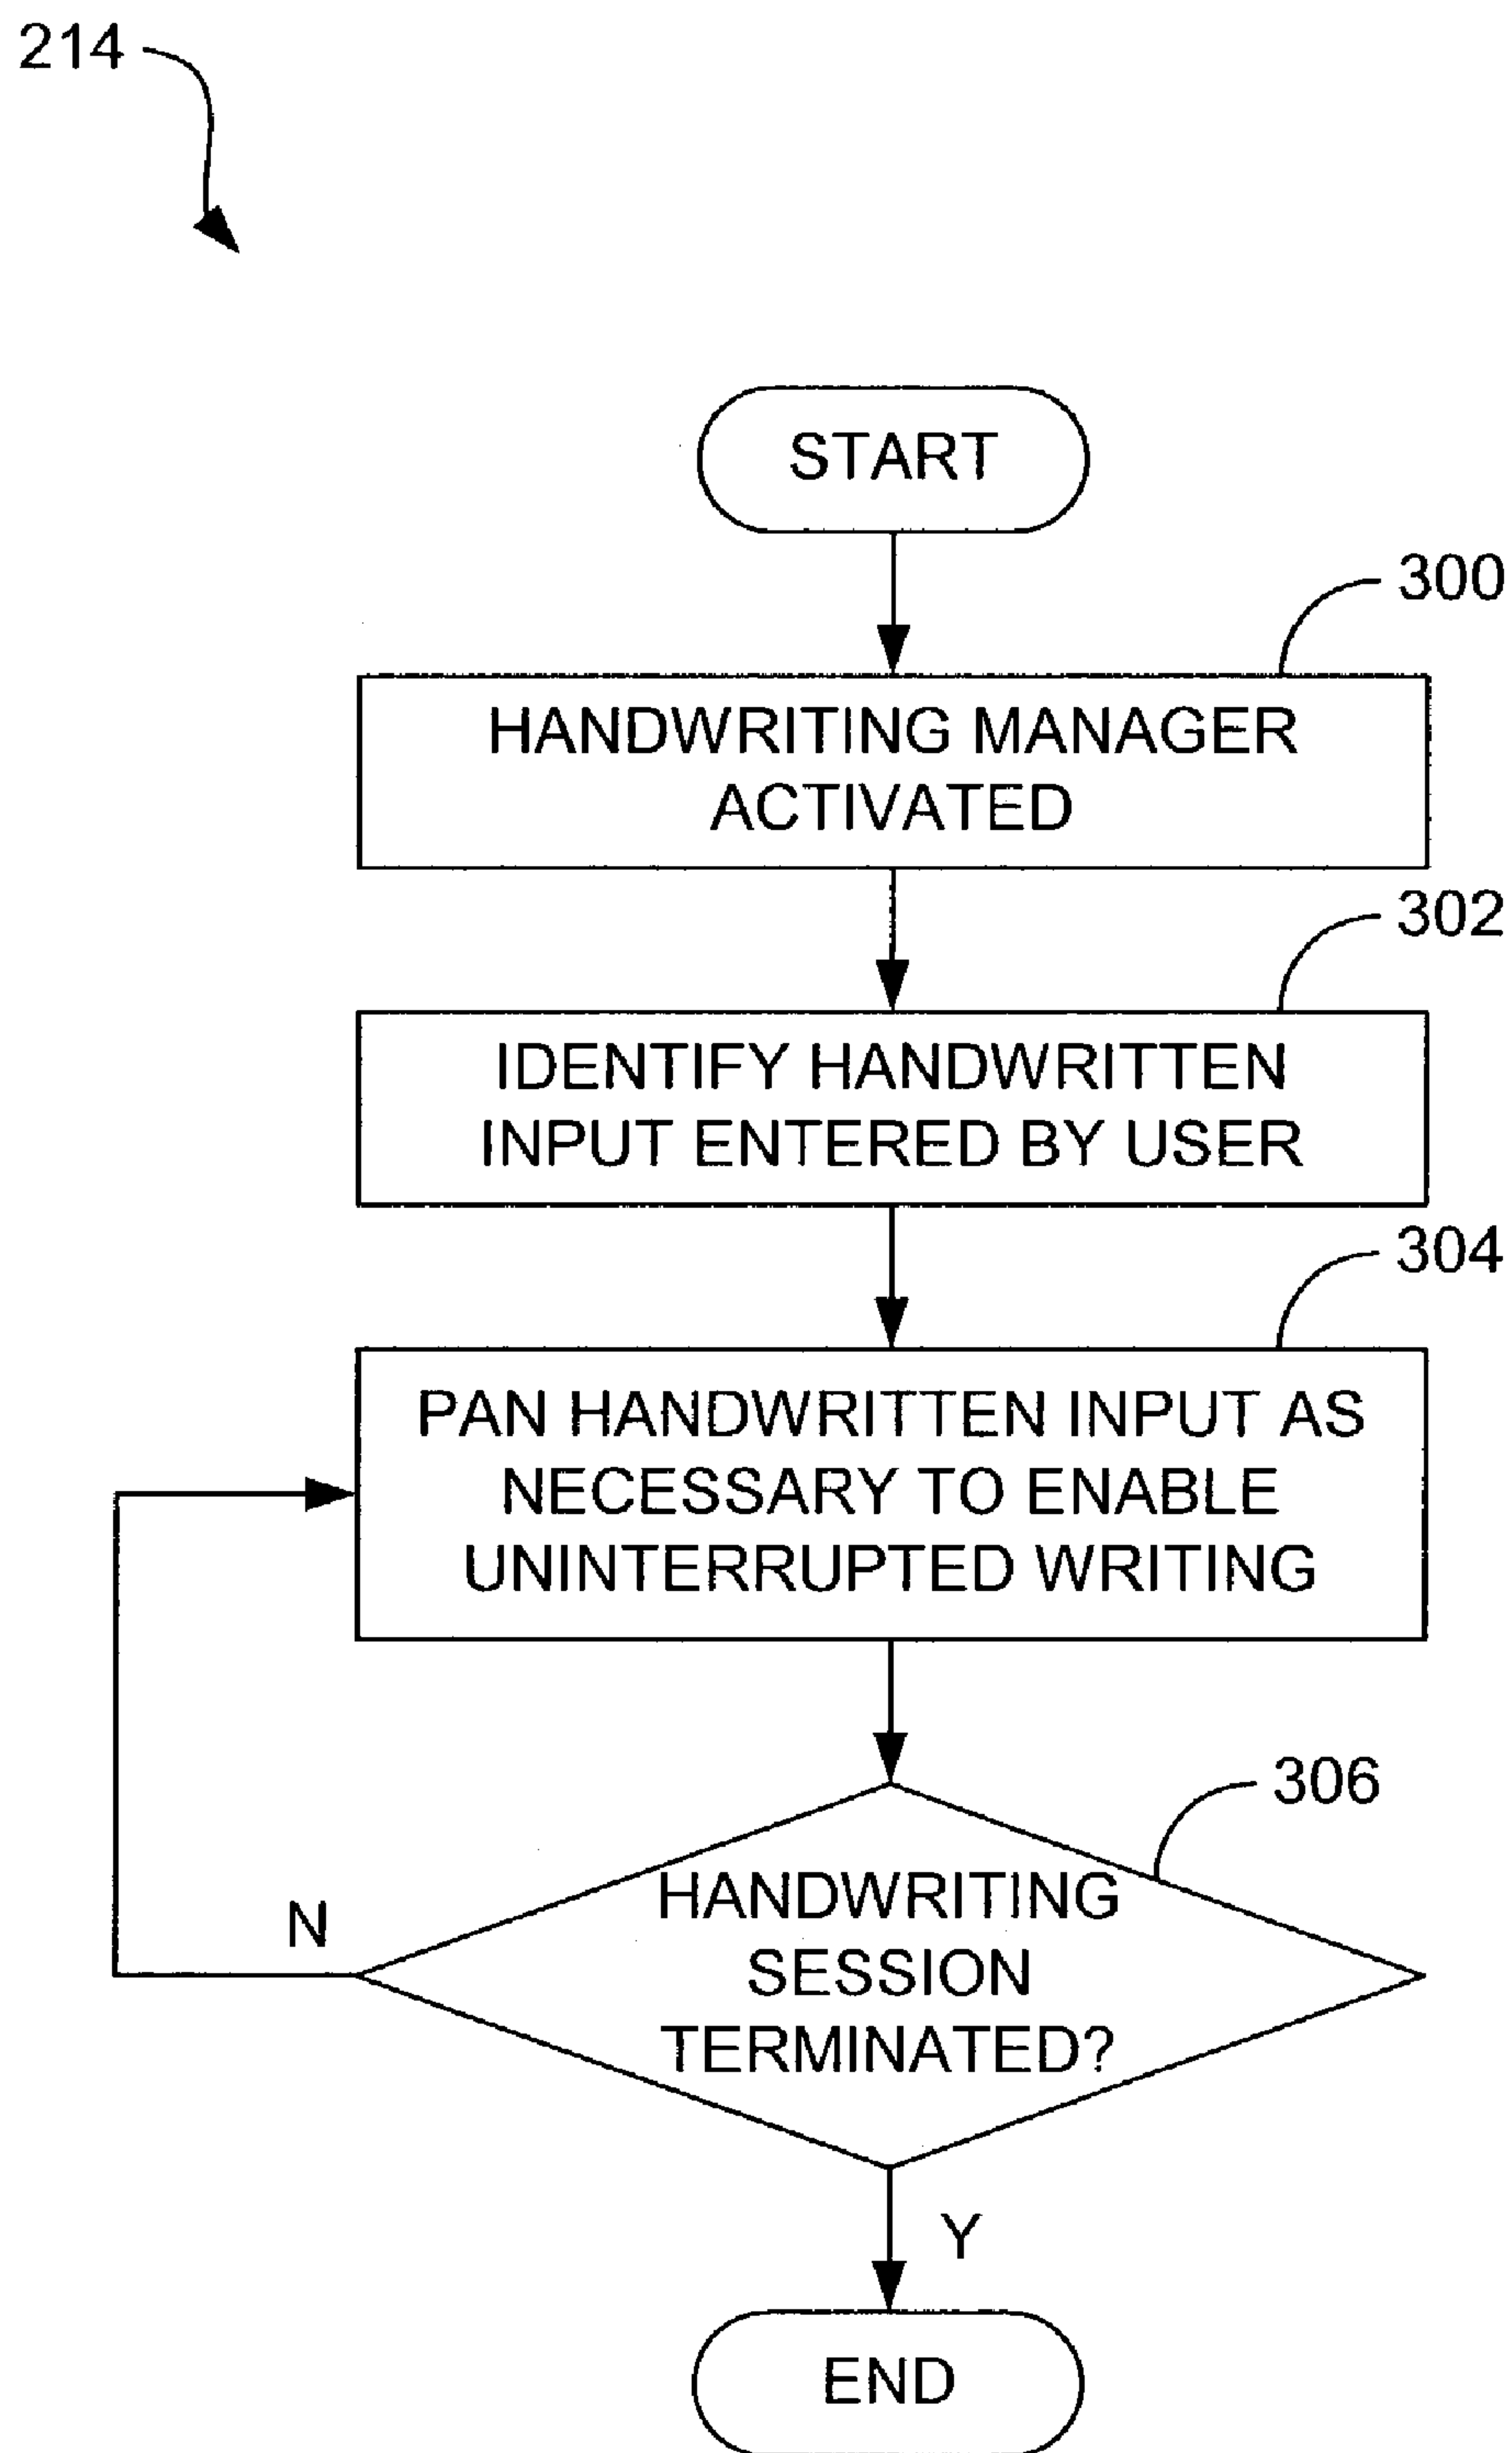 214
START
300
HANDWRITING MANAGER
ACTIVATED
302
IDENTIFY HANDWRITTEN
INPUT ENTERED BY USER
304
PAN HANDWRITTEN INPUT AS
NECESSARY TO ENABLE
UNINTERRUPTED WRITING
306
HANDWRITING
SESSION
TERMINATED?
N
Y
END